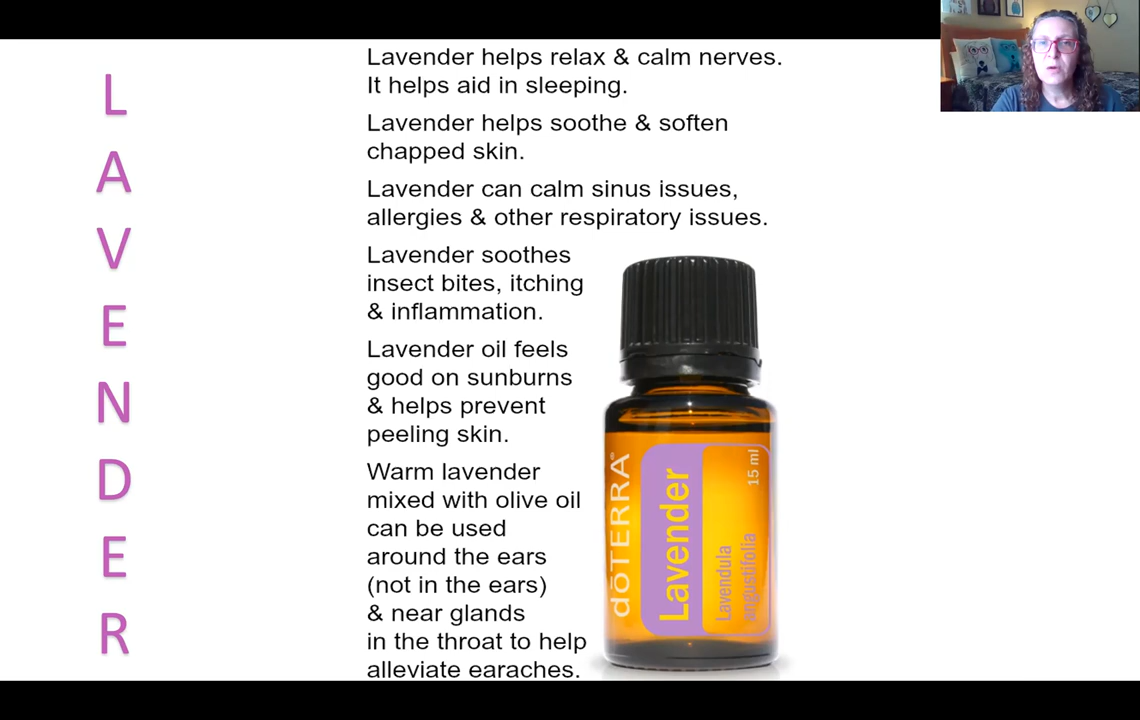 L
A
V
E
N
D
E
R
Lavender helps relax & calm nerves.
It helps aid in sleeping.
Lavender helps soothe & soften
chapped skin.
Lavender can calm sinus issues,
allergies & other respiratory issues.
Lavender soothes
insect bites, itching
& inflammation.
Lavender oil feels
good on sunburns
& helps prevent
peeling skin.
Warm lavender
mixed with olive oil
can be used
around the ears
(not in the ears)
& near glands
in the throat to help
alleviate earaches.
dōTERRA®
Lavender
Lavendula
angustifolia
15 ml